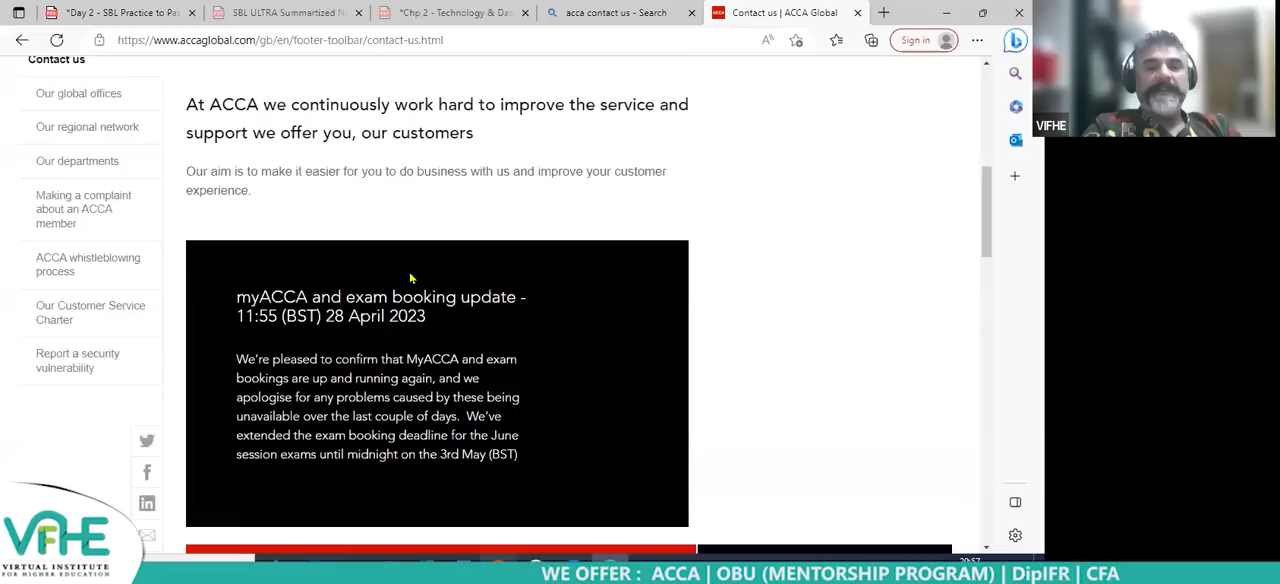 *Day 2 - SBL Practice to Pa
SBL ULTRA Summartized N
*Chp 2 - Technology & Da
acca contact us - Search
Contact us | ACCA Global
https://www.accaglobal.com/gb/en/footer-toolbar/contact-us.html
Sign in
Contact us
Our global offices
Our regional network
Our departments
Making a complaint
about an ACCA
member
ACCA whistleblowing
process
Our Customer Service
Charter
Report a security
vulnerability
At ACCA we continuously work hard to improve the service and
support we offer you, our customers
Our aim is to make it easier for you to do business with us and improve your customer
experience.
myACCA and exam booking update -
11:55 (BST) 28 April 2023
We're pleased to confirm that MyACCA and exam
bookings are up and running again, and we
apologise for any problems caused by these being
unavailable over the last couple of days. We've
extended the exam booking deadline for the June
session exams until midnight on the 3rd May (BST)
VIFHE
VIFHE
VIRTUAL INSTITUTE
FOR HIGHER EDUCATION
WE OFFER : ACCA | OBU (MENTORSHIP PROGRAM) | DipIFR | CFA